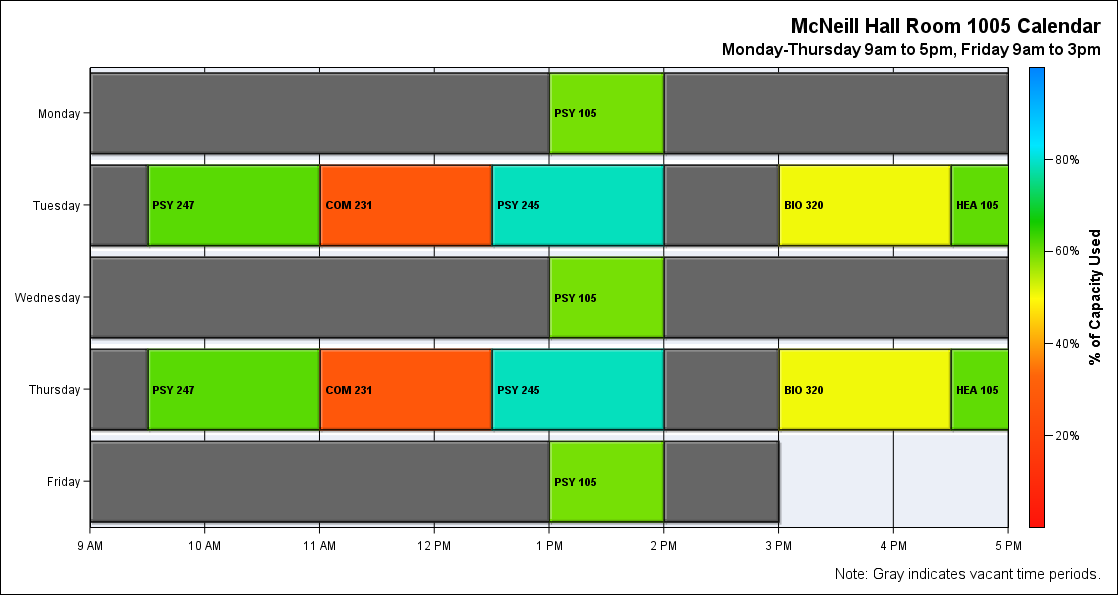 McNeill Hall Room 1005 Calendar
Monday-Thursday 9am to 5pm, Friday 9am to 3pm
Monday
PSY 105
Tuesday
PSY 247
COM 231
PSY 245
BIO 320
HEA 105
Wednesday
PSY 105
Thursday
PSY 247
COM 231
PSY 245
BIO 320
HEA 105
Friday
PSY 105
9 AM
10 AM
11 AM
12 PM
1 PM
2 PM
3 PM
4 PM
5 PM
80%
60%
40%
20%
% of Capacity Used
Note: Gray indicates vacant time periods.